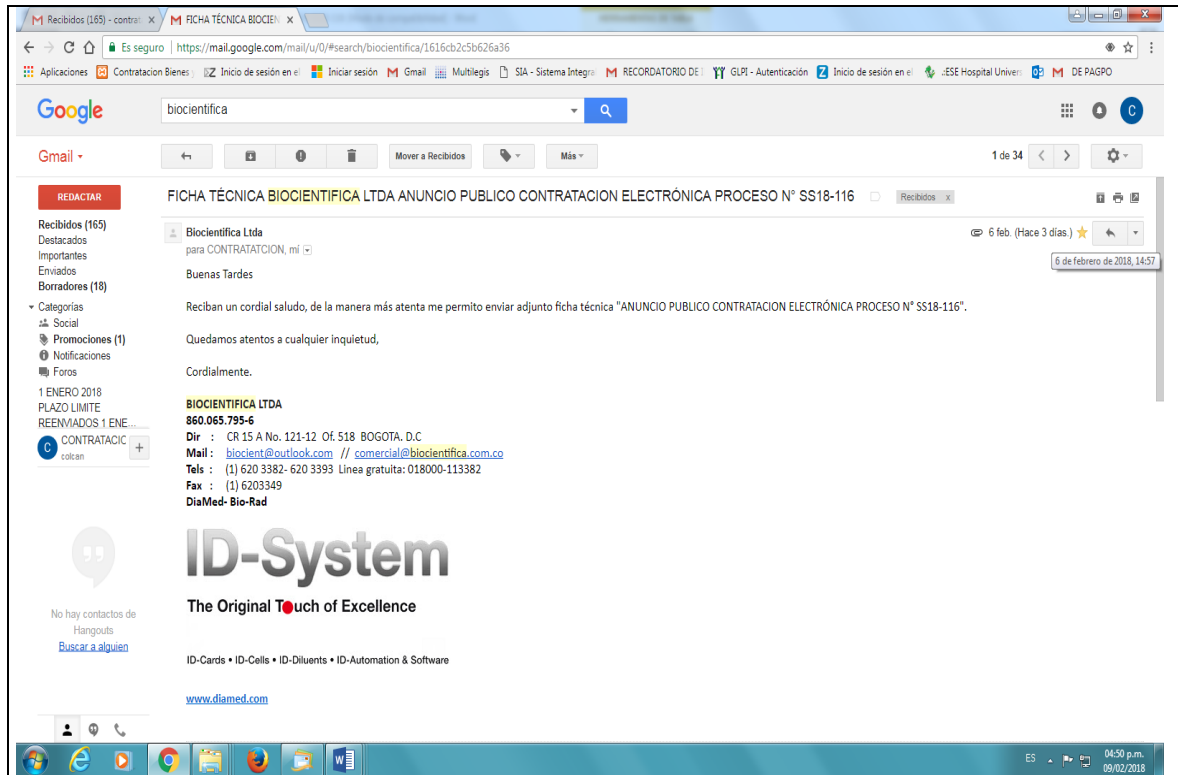 Recibidos (165) - contrat
FICHA TÉCNICA BIOCIEN
Es seguro https://mail.google.com/mail/u/0/#search/biocientifica/1616cb2c5b626a36
Aplicaciones Contratacion Bienes Inicio de sesión en el Iniciar sesión Gmail Multilegis SIA - Sistema Integra RECORDATORIO DE GLPI - Autenticación Inicio de sesión en el .:ESE Hospital Univers DE PAGPO
Google biocientifica C
Gmail Mover a Recibidos Más 1 de 34
REDACTAR
FICHA TÉCNICA BIOCIENTIFICA LTDA ANUNCIO PUBLICO CONTRATACION ELECTRÓNICA PROCESO N° SS18-116 Recibidos x
Recibidos (165)
Destacados
Importantes
Enviados
Borradores (18)
Categorías
Social
Promociones (1)
Notificaciones
Foros
1 ENERO 2018
PLAZO LIMITE
REENVIADOS 1 ENE...
C CONTRATACIC +
colcan
No hay contactos de
Hangouts
Buscar a alguien
Biocientifica Ltda 6 feb. (Hace 3 días.)
para CONTRATATCION, mí
6 de febrero de 2018, 14:57
Buenas Tardes
Reciban un cordial saludo, de la manera más atenta me permito enviar adjunto ficha técnica "ANUNCIO PUBLICO CONTRATACION ELECTRÓNICA PROCESO N° SS18-116".
Quedamos atentos a cualquier inquietud,
Cordialmente.
BIOCIENTIFICA LTDA
860.065.795-6
Dir : CR 15 A No. 121-12 Of. 518 BOGOTA. D.C
Mail : biocient@outlook.com // comercial@biocientifica.com.co
Tels : (1) 620 3382- 620 3393 Linea gratuita: 018000-113382
Fax : (1) 6203349
DiaMed- Bio-Rad
ID-System
The Original Touch of Excellence
ID-Cards • ID-Cells • ID-Diluents • ID-Automation & Software
www.diamed.com
ES 04:50 p.m.
09/02/2018